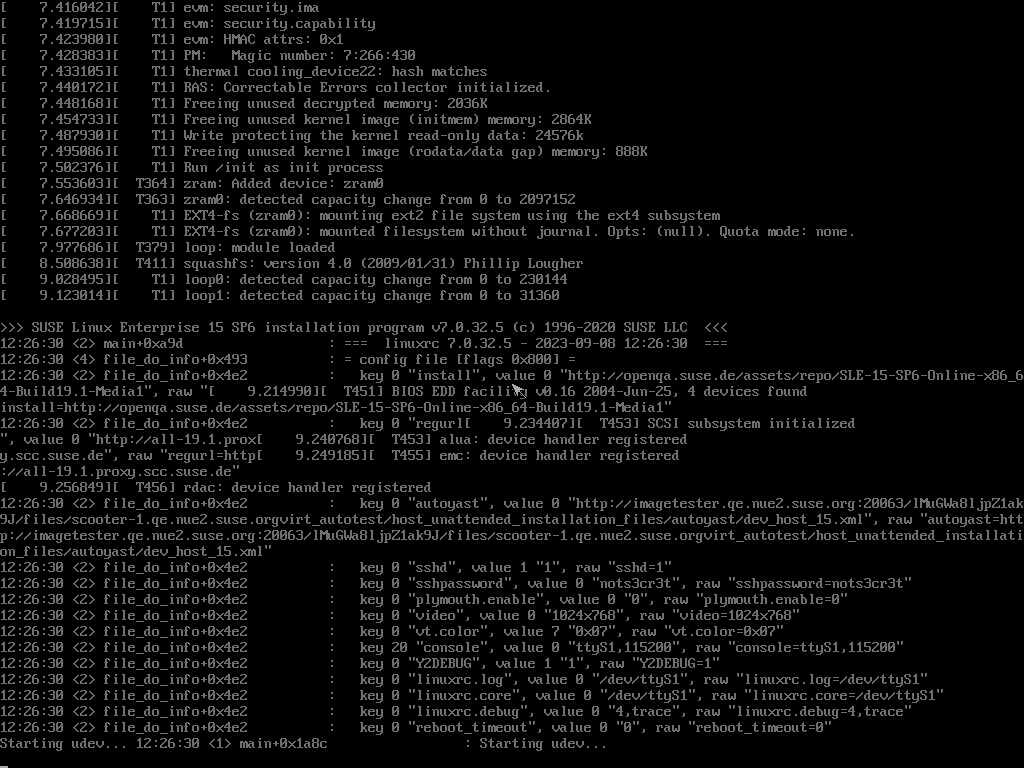 [    7.416042][    T1] evm: security.ima
[    7.419715][    T1] evm: security.capability
[    7.423980][    T1] evm: HMAC attrs: 0x1
[    7.428383][    T1] PM:   Magic number: 7:266:430
[    7.433105][    T1] thermal cooling_device22: hash matches
[    7.440172][    T1] RAS: Correctable Errors collector initialized.
[    7.448168][    T1] Freeing unused decrypted memory: 2036K
[    7.454733][    T1] Freeing unused kernel image (initmem) memory: 2864K
[    7.487930][    T1] Write protecting the kernel read-only data: 24576k
[    7.495086][    T1] Freeing unused kernel image (rodata/data gap) memory: 888K
[    7.502376][    T1] Run /init as init process
[    7.553603][  T364] zram: Added device: zram0
[    7.646934][  T363] zram0: detected capacity change from 0 to 2097152
[    7.668669][    T1] EXT4-fs (zram0): mounting ext2 file system using the ext4 subsystem
[    7.677203][    T1] EXT4-fs (zram0): mounted filesystem without journal. Opts: (null). Quota mode: none.
[    7.977686][  T379] loop: module loaded
[    8.508638][  T411] squashfs: version 4.0 (2009/01/31) Phillip Lougher
[    9.028495][    T1] loop0: detected capacity change from 0 to 230144
[    9.123014][    T1] loop1: detected capacity change from 0 to 31360
>>> SUSE Linux Enterprise 15 SP6 installation program v7.0.32.5 (c) 1996-2020 SUSE LLC  <<<
12:26:30 <2> main+0xa9d                  : ===  linuxrc 7.0.32.5 - 2023-09-08 12:26:30  ===
12:26:30 <4> file_do_info+0x493          : = config file [flags 0x800] =
12:26:30 <2> file_do_info+0x4e2          :   key 0 "install", value 0 "http://openqa.suse.de/assets/repo/SLE-15-SP6-Online-x86_6
4-Build19.1-Media1", raw "[    9.214990][  T451] BIOS EDD facility v0.16 2004-Jun-25, 4 devices found
install=http://openqa.suse.de/assets/repo/SLE-15-SP6-Online-x86_64-Build19.1-Media1"
12:26:30 <2> file_do_info+0x4e2          :   key 0 "regurl[    9.234407][  T453] SCSI subsystem initialized
", value 0 "http://all-19.1.prox[    9.240768][  T453] alua: device handler registered
y.scc.suse.de", raw "regurl=http[    9.249185][  T455] emc: device handler registered
://all-19.1.proxy.scc.suse.de"
[    9.256849][  T456] rdac: device handler registered
12:26:30 <2> file_do_info+0x4e2          :   key 0 "autoyast", value 0 "http://imagetester.qe.nue2.suse.org:20063/lMuGWa8ljpZ1ak
9J/files/scooter-1.qe.nue2.suse.orgvirt_autotest/host_unattended_installation_files/autoyast/dev_host_15.xml", raw "autoyast=htt
p://imagetester.qe.nue2.suse.org:20063/lMuGWa8ljpZ1ak9J/files/scooter-1.qe.nue2.suse.orgvirt_autotest/host_unattended_installati
on_files/autoyast/dev_host_15.xml"
12:26:30 <2> file_do_info+0x4e2          :   key 0 "sshd", value 1 "1", raw "sshd=1"
12:26:30 <2> file_do_info+0x4e2          :   key 0 "sshpassword", value 0 "nots3cr3t", raw "sshpassword=nots3cr3t"
12:26:30 <2> file_do_info+0x4e2          :   key 0 "plymouth.enable", value 0 "0", raw "plymouth.enable=0"
12:26:30 <2> file_do_info+0x4e2          :   key 0 "video", value 0 "1024x768", raw "video=1024x768"
12:26:30 <2> file_do_info+0x4e2          :   key 0 "vt.color", value 7 "0x07", raw "vt.color=0x07"
12:26:30 <2> file_do_info+0x4e2          :   key 20 "console", value 0 "ttyS1,115200", raw "console=ttyS1,115200"
12:26:30 <2> file_do_info+0x4e2          :   key 0 "Y2DEBUG", value 1 "1", raw "Y2DEBUG=1"
12:26:30 <2> file_do_info+0x4e2          :   key 0 "linuxrc.log", value 0 "/dev/ttyS1", raw "linuxrc.log=/dev/ttyS1"
12:26:30 <2> file_do_info+0x4e2          :   key 0 "linuxrc.core", value 0 "/dev/ttyS1", raw "linuxrc.core=/dev/ttyS1"
12:26:30 <2> file_do_info+0x4e2          :   key 0 "linuxrc.debug", value 0 "4,trace", raw "linuxrc.debug=4,trace"
12:26:30 <2> file_do_info+0x4e2          :   key 0 "reboot_timeout", value 0 "0", raw "reboot_timeout=0"
Starting udev... 12:26:30 <1> main+0x1a8c                 : Starting udev...